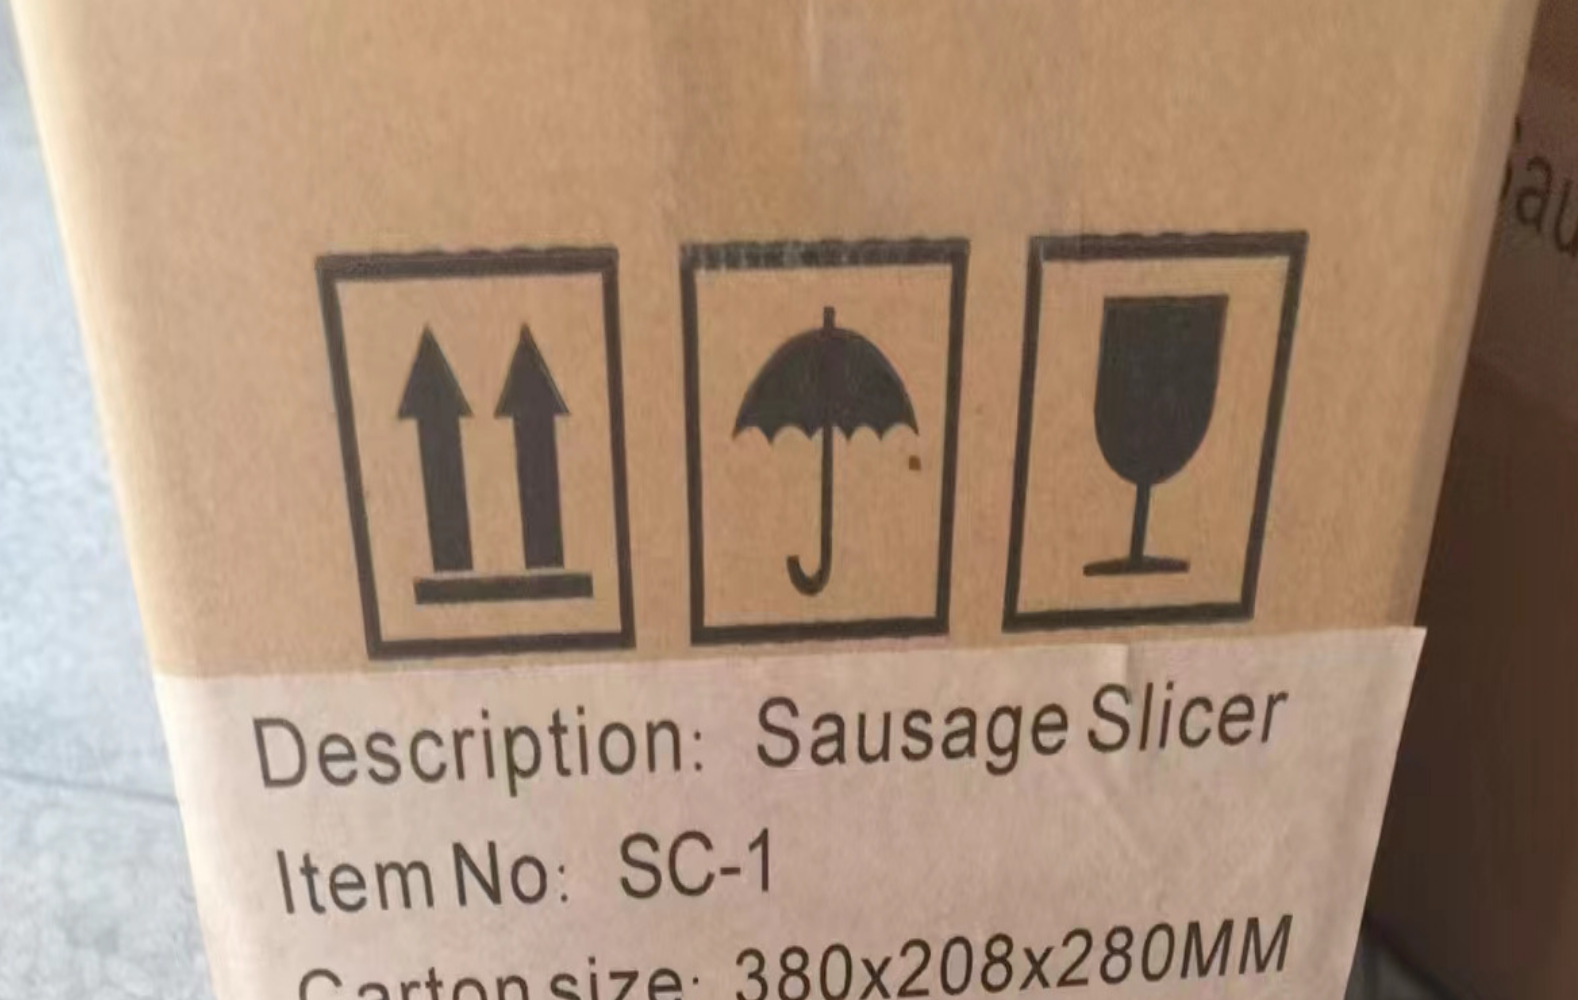 Description: Sausage Slicer
Item No: SC-1
Carton size: 380x208x280MM